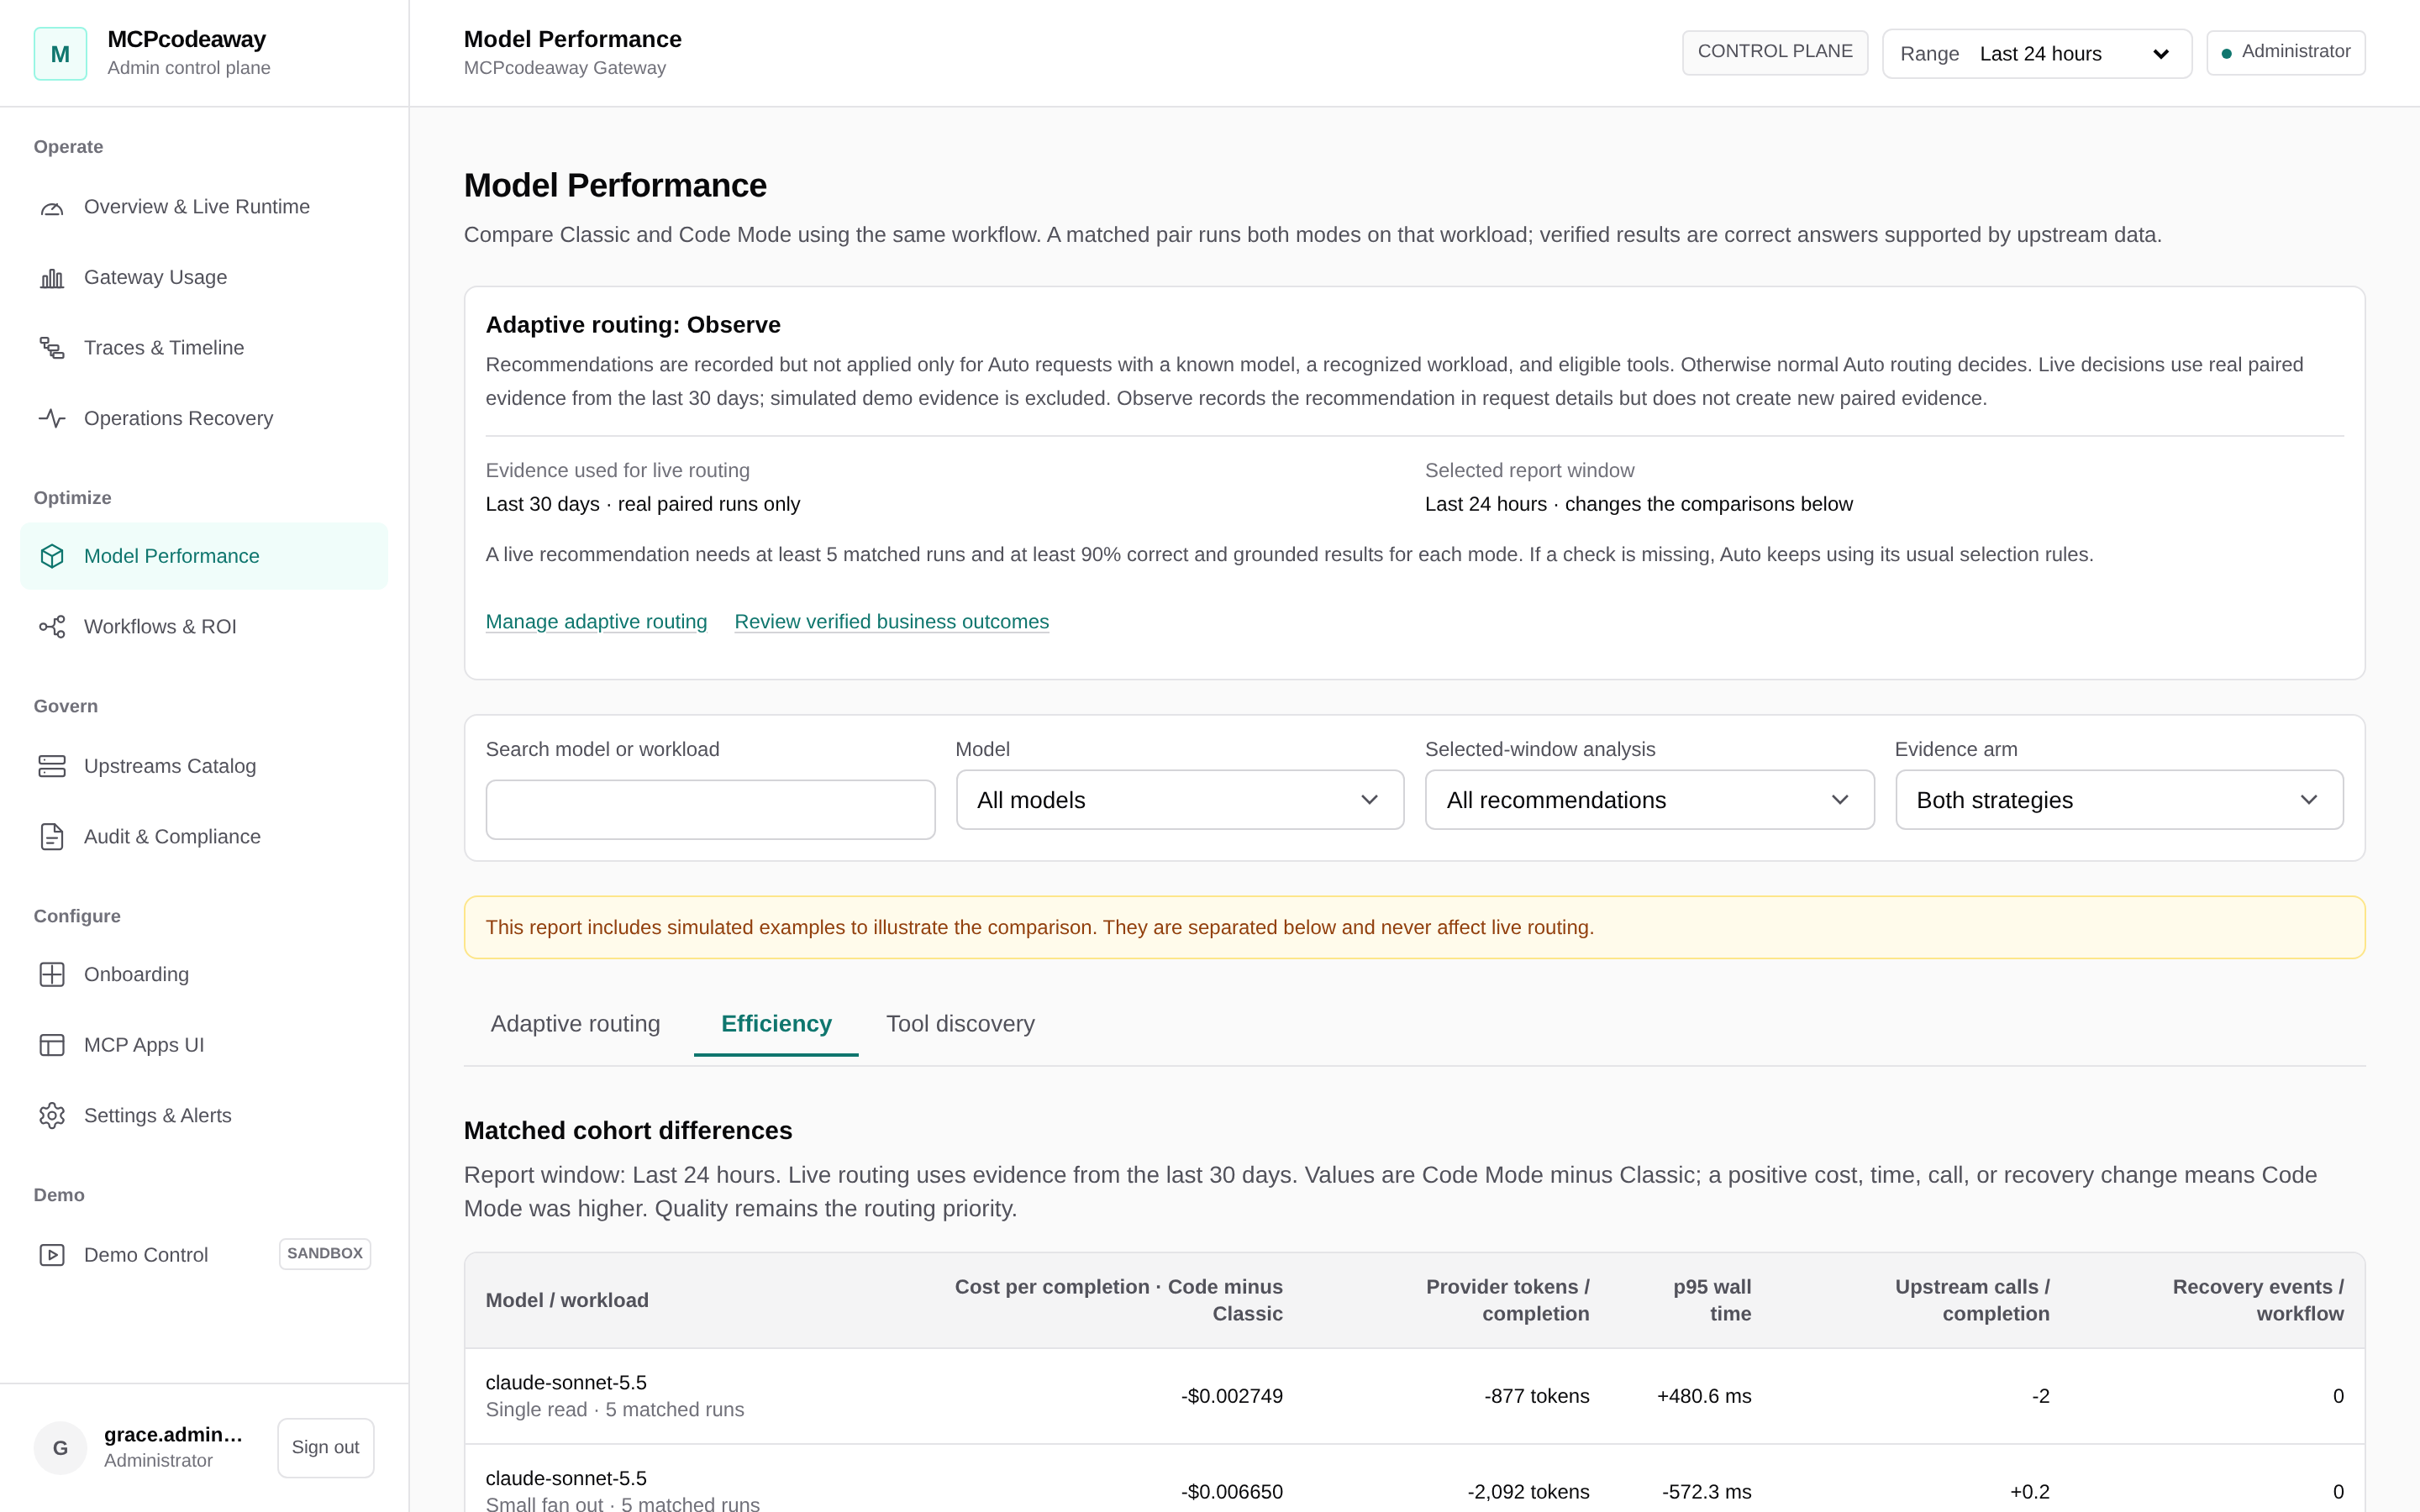 M
MCPcodeaway
Admin control plane
Operate
Overview & Live Runtime
Gateway Usage
Traces & Timeline
Operations Recovery
Optimize
Model Performance
Workflows & ROI
Govern
Upstreams Catalog
Audit & Compliance
Configure
Onboarding
MCP Apps UI
Settings & Alerts
Demo
Demo Control
SANDBOX
G
grace.admin…
Administrator
Sign out
Model Performance
MCPcodeaway Gateway
CONTROL PLANE
Range Last 24 hours
Administrator
Model Performance
Compare Classic and Code Mode using the same workflow. A matched pair runs both modes on that workload; verified results are correct answers supported by upstream data.
Adaptive routing: Observe
Recommendations are recorded but not applied only for Auto requests with a known model, a recognized workload, and eligible tools. Otherwise normal Auto routing decides. Live decisions use real paired
evidence from the last 30 days; simulated demo evidence is excluded. Observe records the recommendation in request details but does not create new paired evidence.
Evidence used for live routing
Last 30 days · real paired runs only
Selected report window
Last 24 hours · changes the comparisons below
A live recommendation needs at least 5 matched runs and at least 90% correct and grounded results for each mode. If a check is missing, Auto keeps using its usual selection rules.
Manage adaptive routing Review verified business outcomes
Search model or workload
Model
All models
Selected-window analysis
All recommendations
Evidence arm
Both strategies
This report includes simulated examples to illustrate the comparison. They are separated below and never affect live routing.
Adaptive routing Efficiency Tool discovery
Matched cohort differences
Report window: Last 24 hours. Live routing uses evidence from the last 30 days. Values are Code Mode minus Classic; a positive cost, time, call, or recovery change means Code
Mode was higher. Quality remains the routing priority.
Model / workload
Cost per completion · Code minus
Classic
Provider tokens /
completion
p95 wall
time
Upstream calls /
completion
Recovery events /
workflow
claude-sonnet-5.5
Single read · 5 matched runs
-$0.002749
-877 tokens
+480.6 ms
-2
0
claude-sonnet-5.5
Small fan out · 5 matched runs
-$0.006650
-2,092 tokens
-572.3 ms
+0.2
0